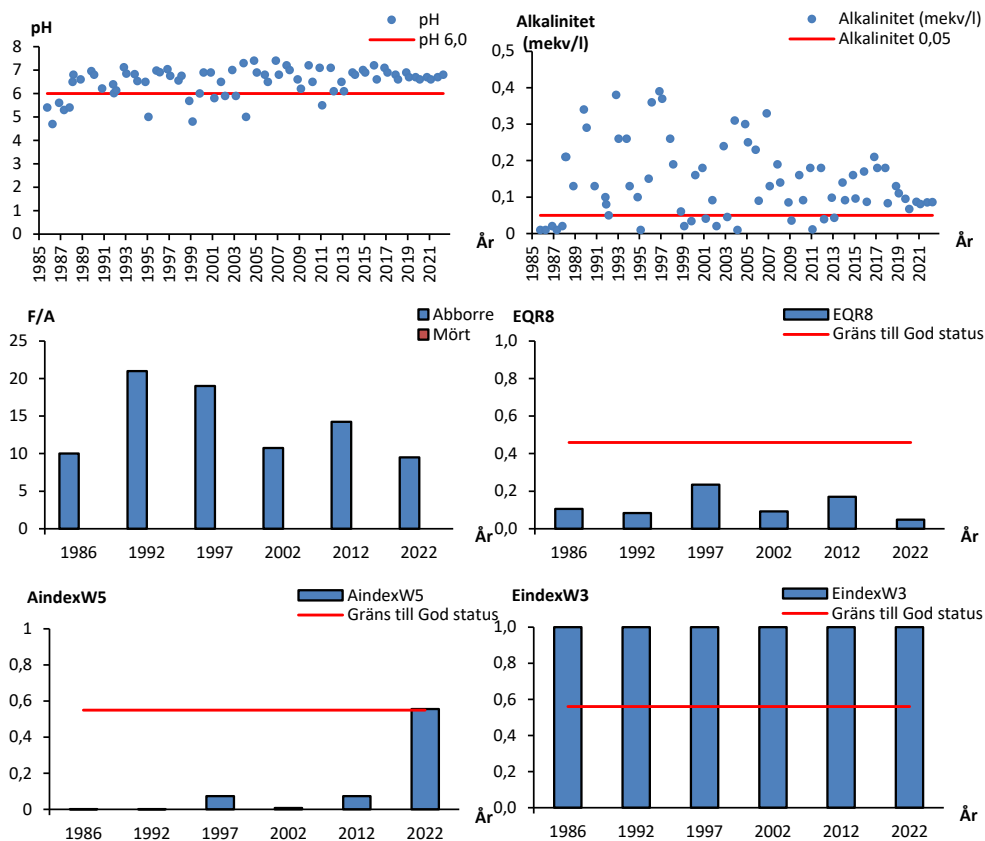 pH
pH
pH 6,0
8
7
6
5
4
3
2
1
0
År
1985
1987
1989
1991
1993
1995
1997
1999
2001
2003
2005
2007
2009
2011
2013
2015
2017
2019
2021
Alkalinitet
(mekv/l)
Alkalinitet (mekv/l)
Alkalinitet 0,05
0,5
0,4
0,3
0,2
0,1
0
År
1985
1987
1989
1991
1993
1995
1997
1999
2001
2003
2005
2007
2009
2011
2013
2015
2017
2019
2021
F/A
Abborre
Mört
25
20
15
10
5
0
År
1986 1992 1997 2002 2012 2022
EQR8
EQR8
Gräns till God status
1,0
0,8
0,6
0,4
0,2
0,0
År
1986 1992 1997 2002 2012 2022
AindexW5
AindexW5
Gräns till God status
1
0,8
0,6
0,4
0,2
0
År
1986 1992 1997 2002 2012 2022
EindexW3
EindexW3
Gräns till God status
1,0
0,8
0,6
0,4
0,2
0,0
År
1986 1992 1997 2002 2012 2022